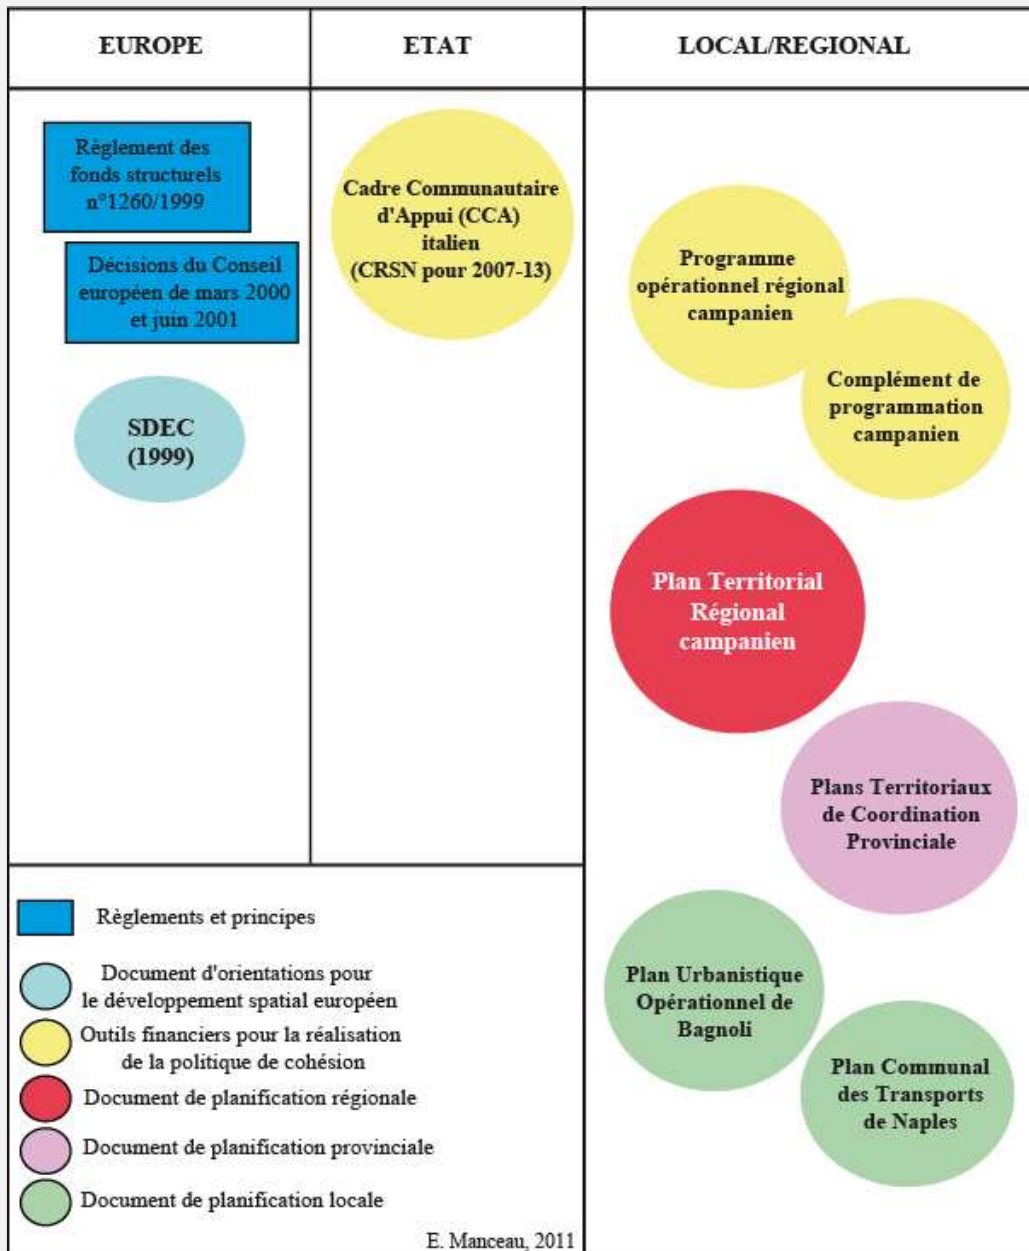 EUROPE
ETAT
LOCAL/REGIONAL
Règlement des
fonds structurels
n°1260/1999
Décisions du Conseil
européen de mars 2000
et juin 2001
SDEC
(1999)
Cadre Communautaire
d'Appui (CCA)
italien
(CRSN pour 2007-13)
Programme
opérationnel régional
campanien
Complément de
programmation
campanien
Plan Territorial
Régional
campanien
Plans Territoriaux
de Coordination
Provinciale
Plan Urbanistique
Opérationnel de
Bagnoli
Plan Communal
des Transports
de Naples
Règlements et principes
Document d'orientations pour
le développement spatial européen
Outils financiers pour la réalisation
de la politique de cohésion
Document de planification régionale
Document de planification provinciale
Document de planification locale
E. Manceau, 2011